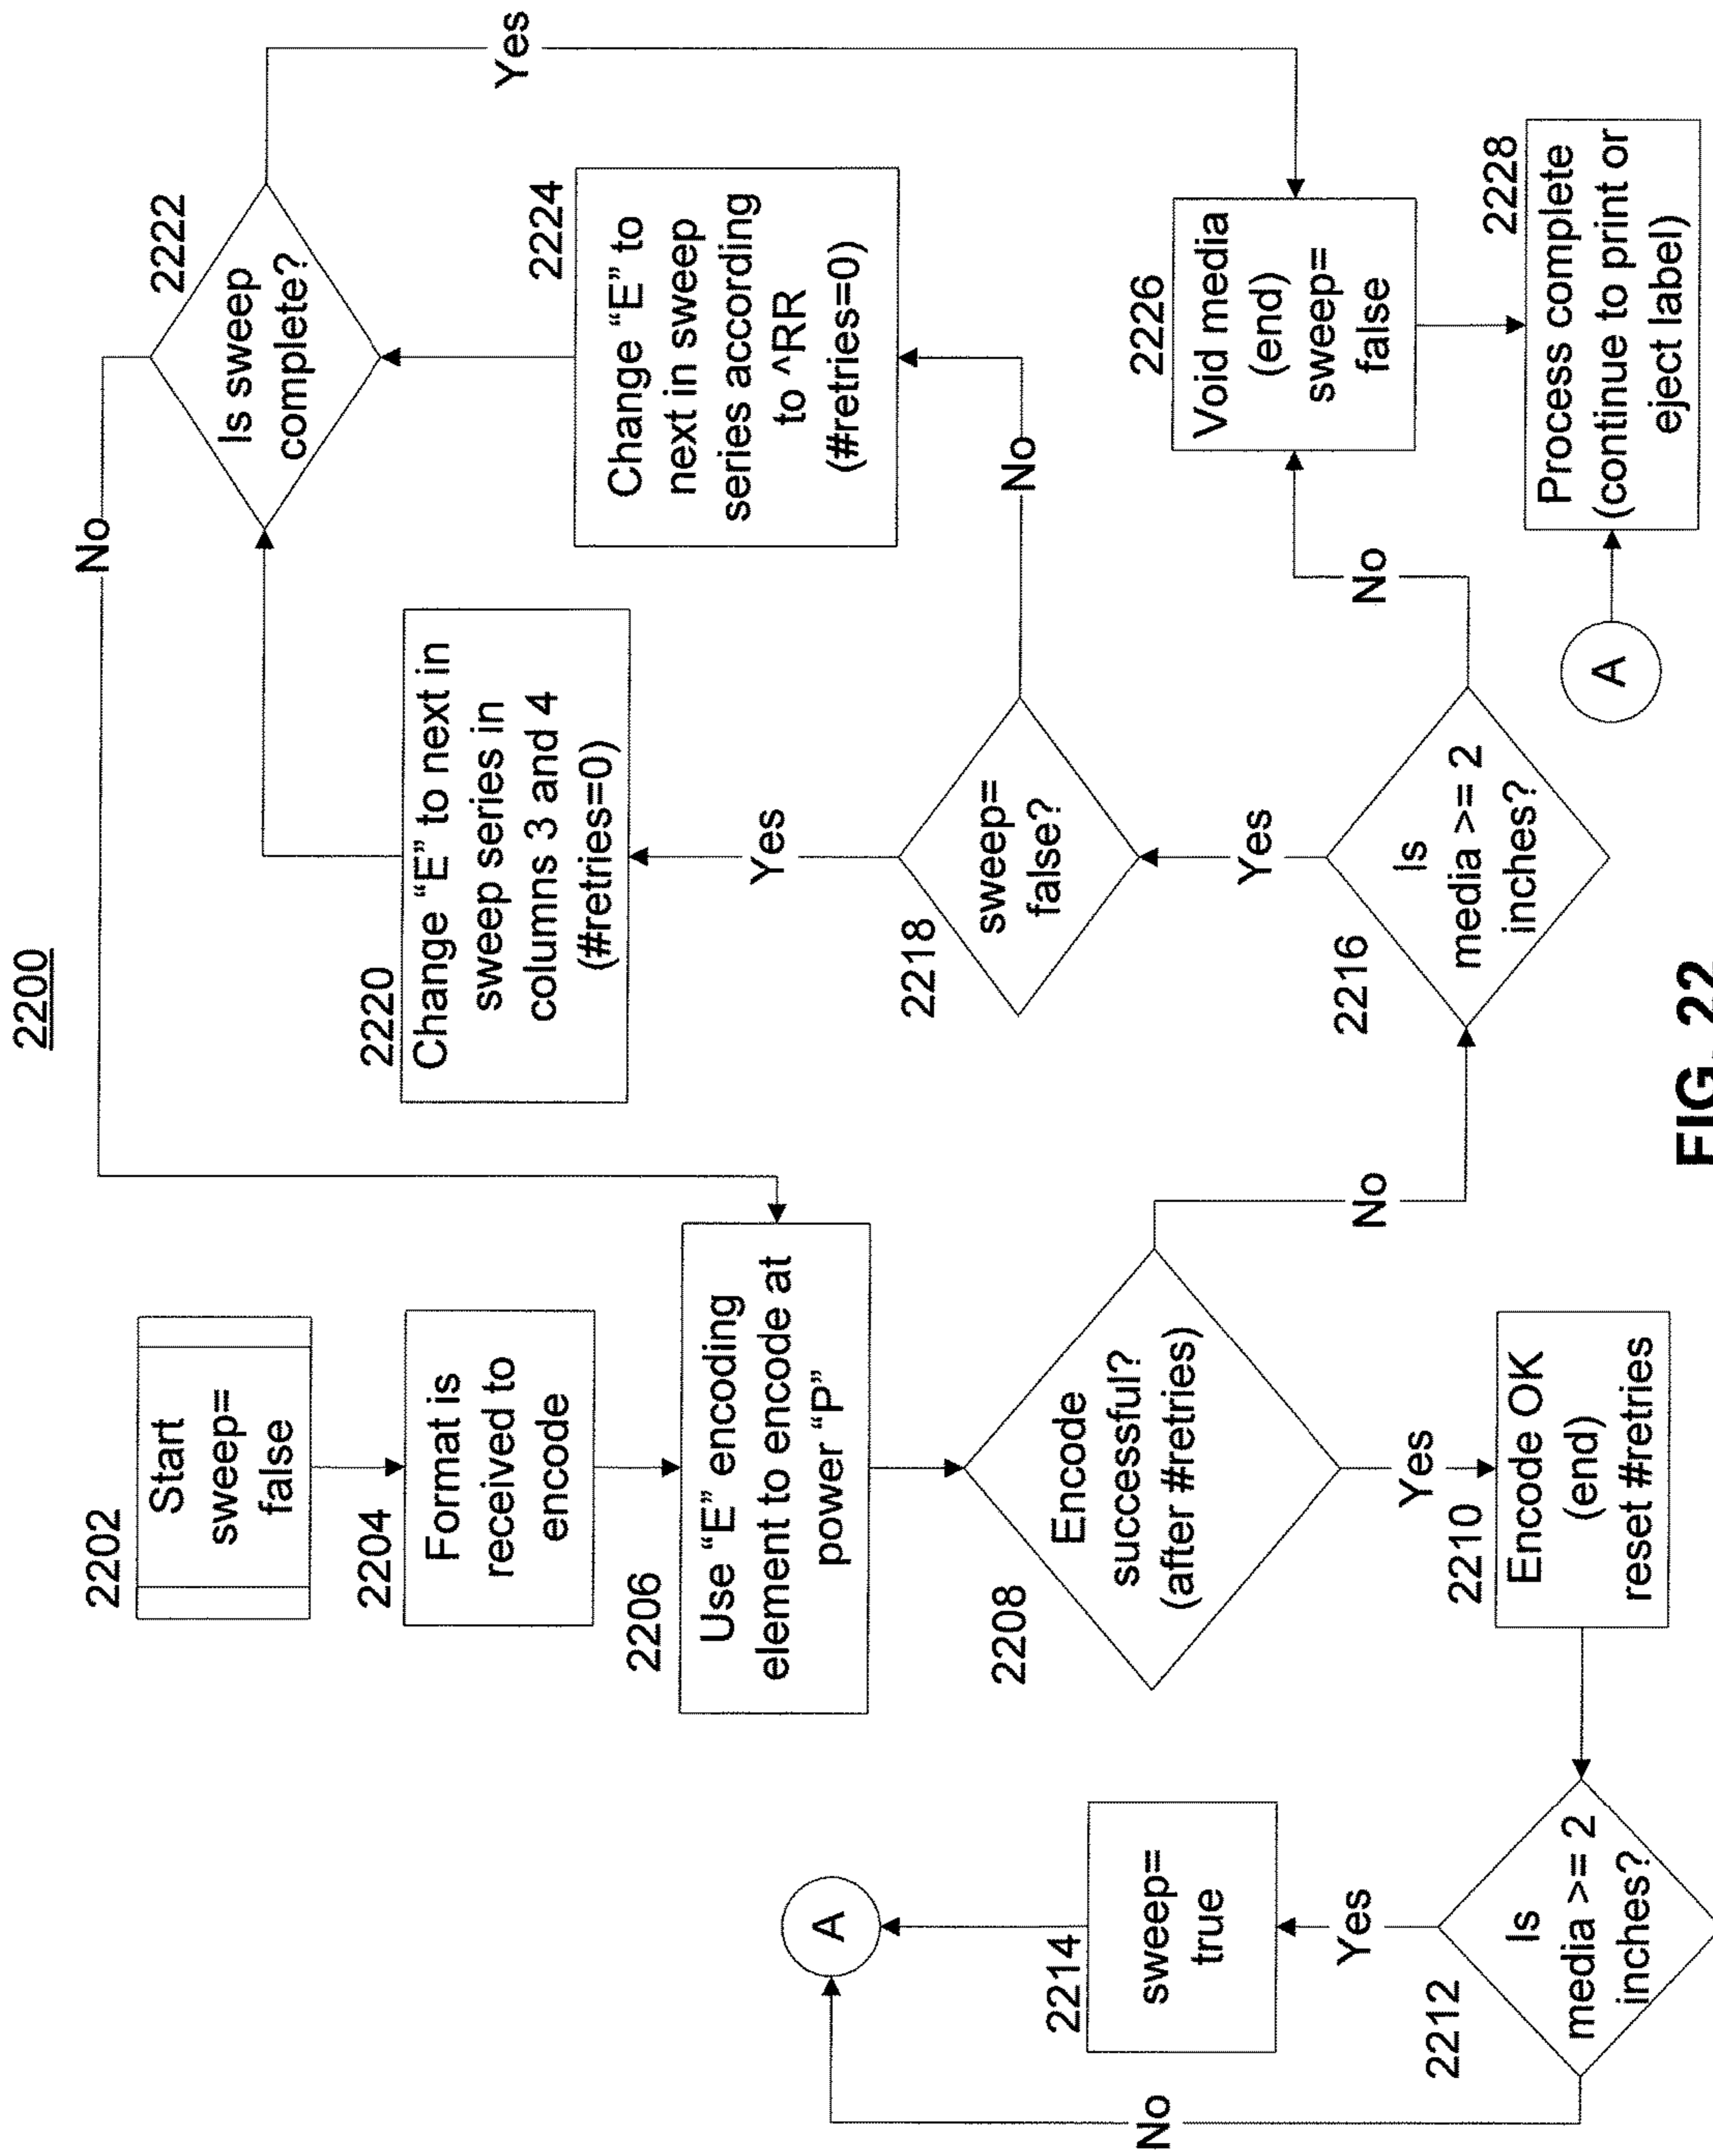 2200
2202
Start
sweep=
false
2204
Format is
received to
encode
2206
Use “E” encoding
element to encode at
power “P”
2208
Encode
successful?
(after #retries)
Yes
No
2210
Encode OK
(end)
reset #retries
2212
Is
media >= 2
inches?
Yes
No
2214
sweep=
true
A
2216
Is
media >= 2
inches?
Yes
No
2218
sweep=
false?
Yes
No
2220
Change “E” to next in
sweep series in
columns 3 and 4
(#retries=0)
2222
Is sweep
complete?
No
Yes
2224
Change “E” to
next in sweep
series according
to ^RR
(#retries=0)
2226
Void media
(end)
sweep=
false
2228
Process complete
(continue to print or
eject label)
A
FIG. 22